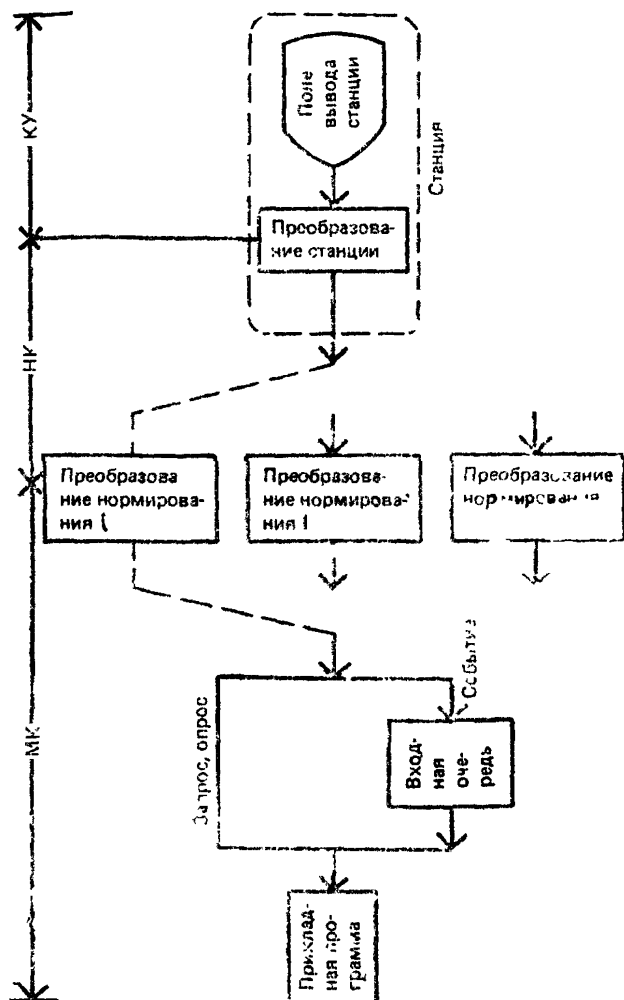 КУ
НК
МК
Поле
вывода
станции
Станция
Преобразова-
ние станции
Преобразова
ние нормирова-
ния
Преобразова-
ние нормирова-
ния
Преобразование
нормирования
Запрос, опрос
Событие
Вход-
ная
оче-
редь
Приклад-
ная про-
грамма